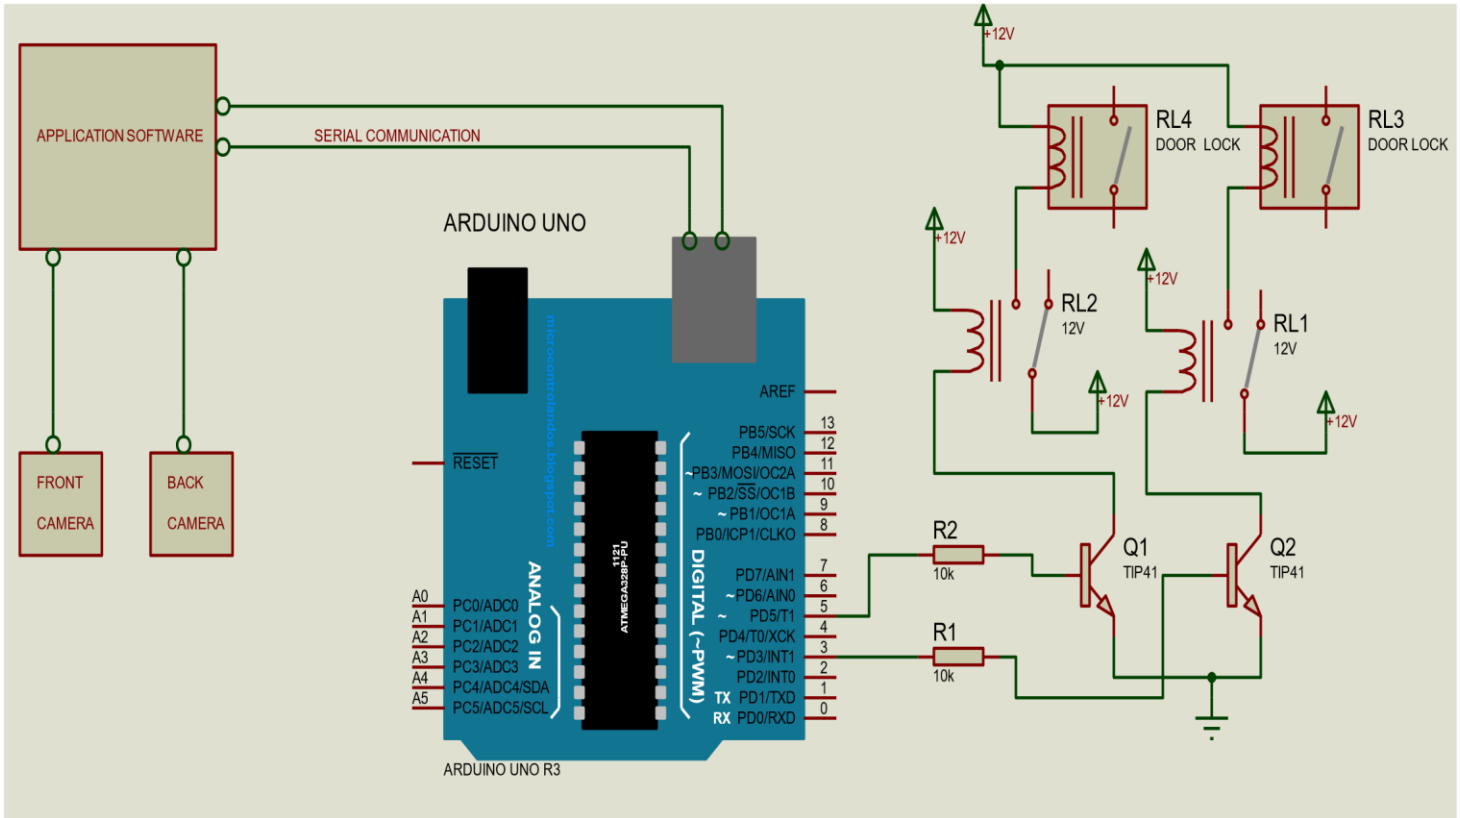 +12V
APPLICATION SOFTWARE
SERIAL COMMUNICATION
RL4
DOOR LOCK
RL3
DOOR LOCK
ARDUINO UNO
+12V
+12V
RL2
12V
RL1
12V
+12V
+12V
microcontrolandos.blogspot.com
AREF
RESET
PB5/SCK 13
PB4/MISO 12
~PB3/MOSI/OC2A 11
~ PB2/SS/OC1B 10
~ PB1/OC1A 9
PB0/ICP1/CLKO 8
PD7/AIN1 7
~PD6/AIN0 6
~ PD5/T1 5
PD4/T0/XCK 4
~PD3/INT1 3
PD2/INT0 2
TX PD1/TXD 1
RX PD0/RXD 0
DIGITAL (~PWM)
1121
ATMEGA328P-PU
ANALOG IN
A0 PC0/ADC0
A1 PC1/ADC1
A2 PC2/ADC2
A3 PC3/ADC3
A4 PC4/ADC4/SDA
A5 PC5/ADC5/SCL
FRONT
CAMERA
BACK
CAMERA
R2
10k
R1
10k
Q1
TIP41
Q2
TIP41
ARDUINO UNO R3